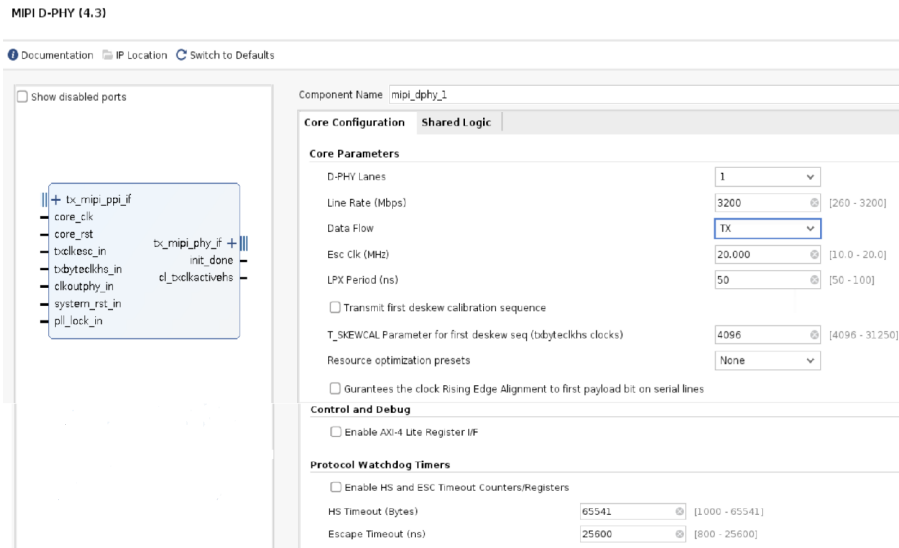 MIPI D-PHY (4.3)
Documentation IP Location Switch to Defaults
Show disabled ports
tx_mipi_ppi_if
core_clk
core_rst
txclkesc_in
txbyteclkhs_in
clkoutphy_in
system_rst_in
pll_lock_in
tx_mipi_phy_if
init_done
cl_txclkactivehs
Component Name mipi_dphy_1
Core Configuration Shared Logic
Core Parameters
D-PHY Lanes 1
Line Rate (Mbps) 3200 [260 - 3200]
Data Flow TX
Esc Clk (MHz) 20.000 [10.0 - 20.0]
LPX Period (ns) 50 [50 - 100]
Transmit first deskew calibration sequence
T_SKEWCAL Parameter for first deskew seq (txbyteclkhs clocks) 4096 [4096 - 31250]
Resource optimization presets None
Gurantees the clock Rising Edge Alignment to first payload bit on serial lines
Control and Debug
Enable AXI-4 Lite Register I/F
Protocol Watchdog Timers
Enable HS and ESC Timeout Counters/Registers
HS Timeout (Bytes) 65541 [1000 - 65541]
Escape Timeout (ns) 25600 [800 - 25600]